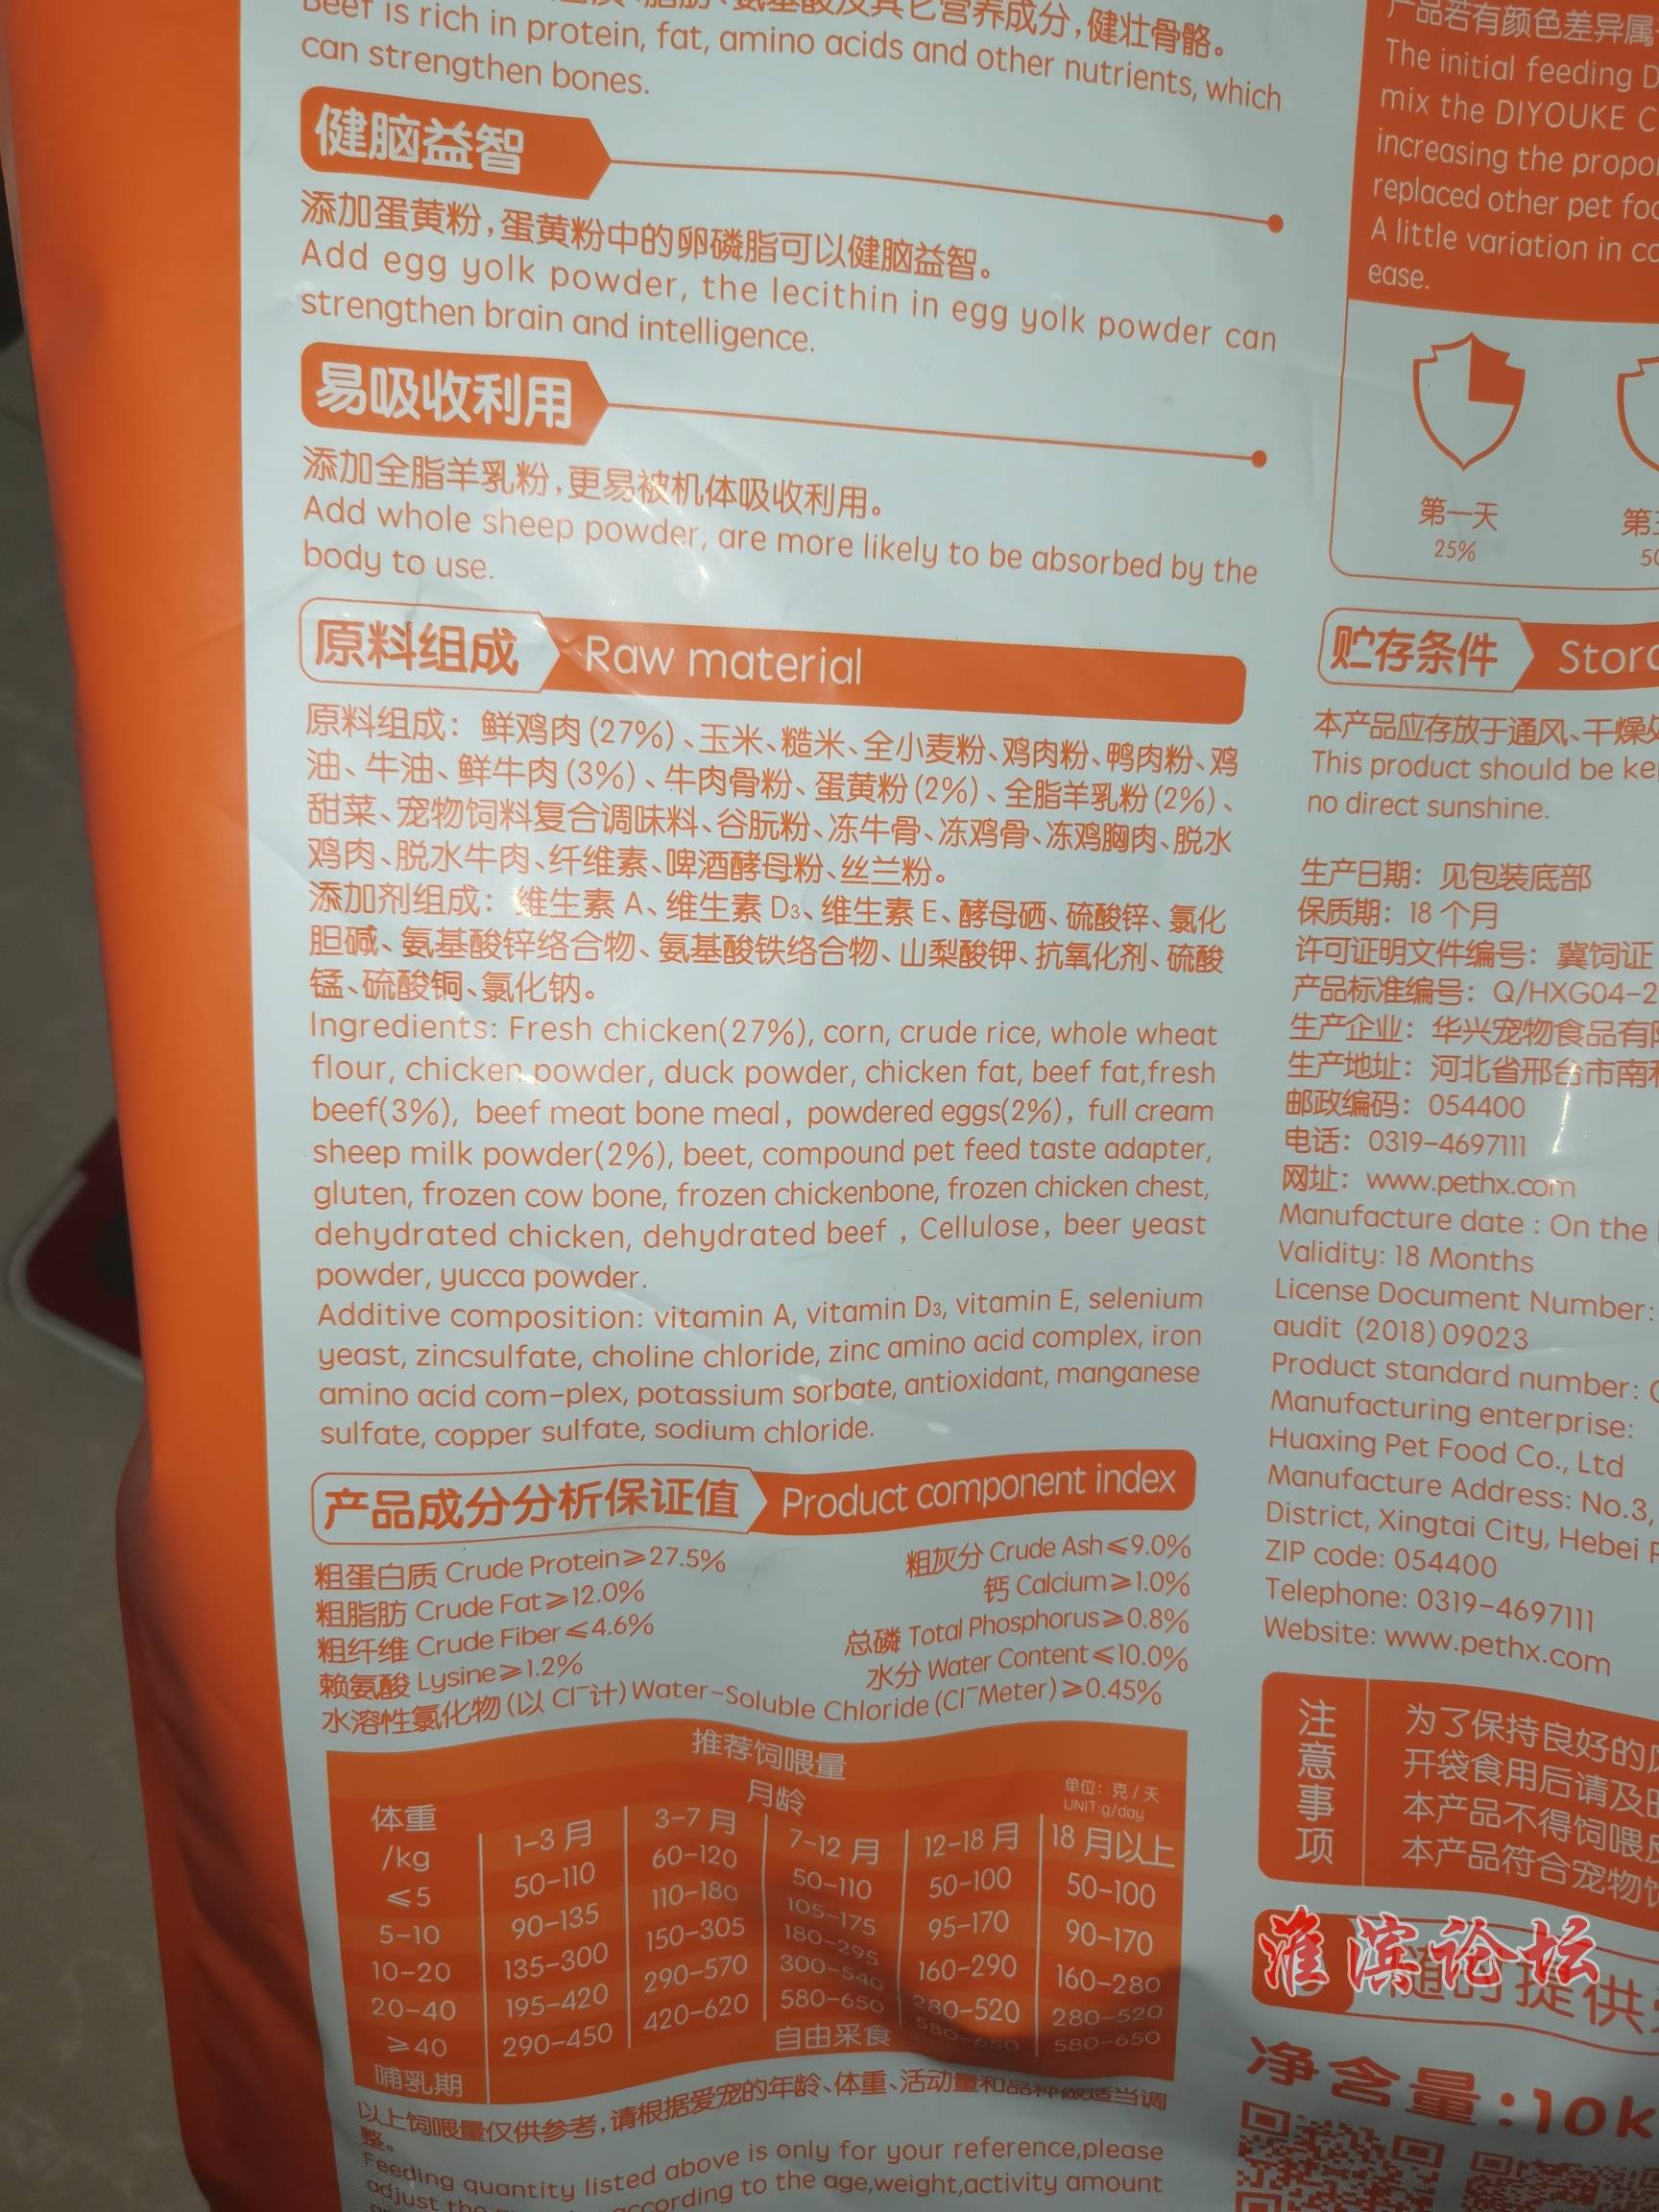 Beef is rich in protein, fat, amino acids and other nutrients, which
can strengthen bones.
健脑益智
添加蛋黄粉，蛋黄粉中的卵磷脂可以健脑益智。
Add egg yolk powder, the lecithin in egg yolk powder can
strengthen brain and intelligence.
易吸收利用
添加全脂羊乳粉，更易被机体吸收利用。
Add whole sheep powder, are more likely to be absorbed by the
body to use.
原料组成 Raw material
原料组成：鲜鸡肉(27%)、玉米、糙米、全小麦粉、鸡肉粉、鸭肉粉、鸡
油、牛油、鲜牛肉(3%)、牛肉骨粉、蛋黄粉(2%)、全脂羊乳粉(2%)、
甜菜、宠物饲料复合调味料、谷朊粉、冻牛骨、冻鸡骨、冻鸡胸肉、脱水
鸡肉、脱水牛肉、纤维素、啤酒酵母粉、丝兰粉。
添加剂组成：维生素 A、维生素 D3、维生素 E、酵母硒、硫酸锌、氯化
胆碱、氨基酸锌络合物、氨基酸铁络合物、山梨酸钾、抗氧化剂、硫酸
锰、硫酸铜、氯化钠。
Ingredients: Fresh chicken(27%), corn, crude rice, whole wheat
flour, chicken powder, duck powder, chicken fat, beef fat,fresh
beef(3%), beef meat bone meal, powdered eggs(2%), full cream
sheep milk powder(2%), beet, compound pet feed taste adapter,
gluten, frozen cow bone, frozen chickenbone, frozen chicken chest,
dehydrated chicken, dehydrated beef , Cellulose, beer yeast
powder, yucca powder.
Additive composition: vitamin A, vitamin D3, vitamin E, selenium
yeast, zincsulfate, choline chloride, zinc amino acid complex, iron
amino acid com-plex, potassium sorbate, antioxidant, manganese
sulfate, copper sulfate, sodium chloride.
产品成分分析保证值 Product component index
粗蛋白质 Crude Protein≥27.5% 粗灰分 Crude Ash≤9.0%
粗脂肪 Crude Fat≥12.0% 钙 Calcium≥1.0%
粗纤维 Crude Fiber≤4.6% 总磷 Total Phosphorus≥0.8%
赖氨酸 Lysine≥1.2% 水分 Water Content≤10.0%
水溶性氯化物(以 Cl⁻计)Water-Soluble Chloride(Cl⁻Meter)≥0.45%
推荐饲喂量
月龄 单位：克/天
UNIT:g/day
体重/kg 1-3 月 3-7 月 7-12 月 12-18 月 18 月以上
≤5 50-110 60-120 50-110 50-100 50-100
5-10 90-135 110-180 105-175 95-170 90-170
10-20 135-300 150-305 180-295 160-290 160-280
20-40 195-420 290-570 300-540 280-520 280-520
≥40 290-450 420-620 580-650 580-650 580-650
哺乳期 自由采食
以上饲喂量仅供参考，请根据爱宠的年龄、体重、活动量和品种做适当调
整。
Feeding quantity listed above is only for your reference,please
adjust the according to the age,weight,activity amount
产品若有颜色差异属
The initial feeding D
mix the DIYOUKE C
increasing the propo
replaced other pet foo
A little variation in co
ease.
第一天
25%
贮存条件
本产品应存放于通风、干燥
This product should be ke
no direct sunshine.
生产日期：见包装底部
保质期：18 个月
许可证明文件编号：冀饲证
产品标准编号：Q/HXG04-2
生产企业：华兴宠物食品有
生产地址：河北省邢台市南
邮政编码：054400
电话：0319-4697111
网址：www.pethx.com
Manufacture date : On the
Validity: 18 Months
License Document Number:
audit (2018)09023
Product standard number:
Manufacturing enterprise:
Huaxing Pet Food Co., Ltd
Manufacture Address: No.3,
District, Xingtai City, Hebei
ZIP code: 054400
Telephone: 0319-4697111
Website: www.pethx.com
注意事项
为了保持良好的
开袋食用后请及
本产品不得饲喂
本产品符合宠物
淮滨论坛
随时提供
净含量:10k